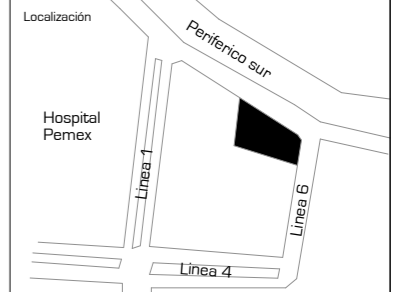 Localización
Periferico sur
Hospital
Pemex
Linea 1
Linea 6
Linea 4